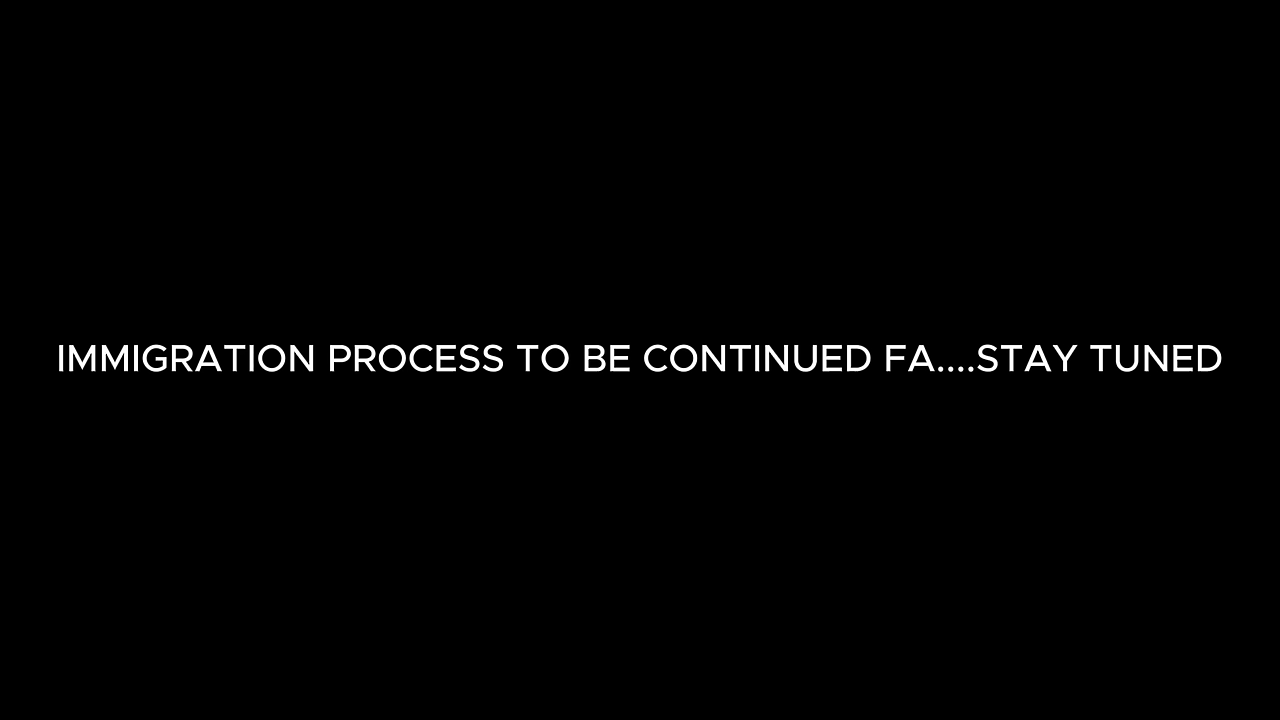 IMMIGRATION PROCESS TO BE CONTINUED FA....STAY TUNED